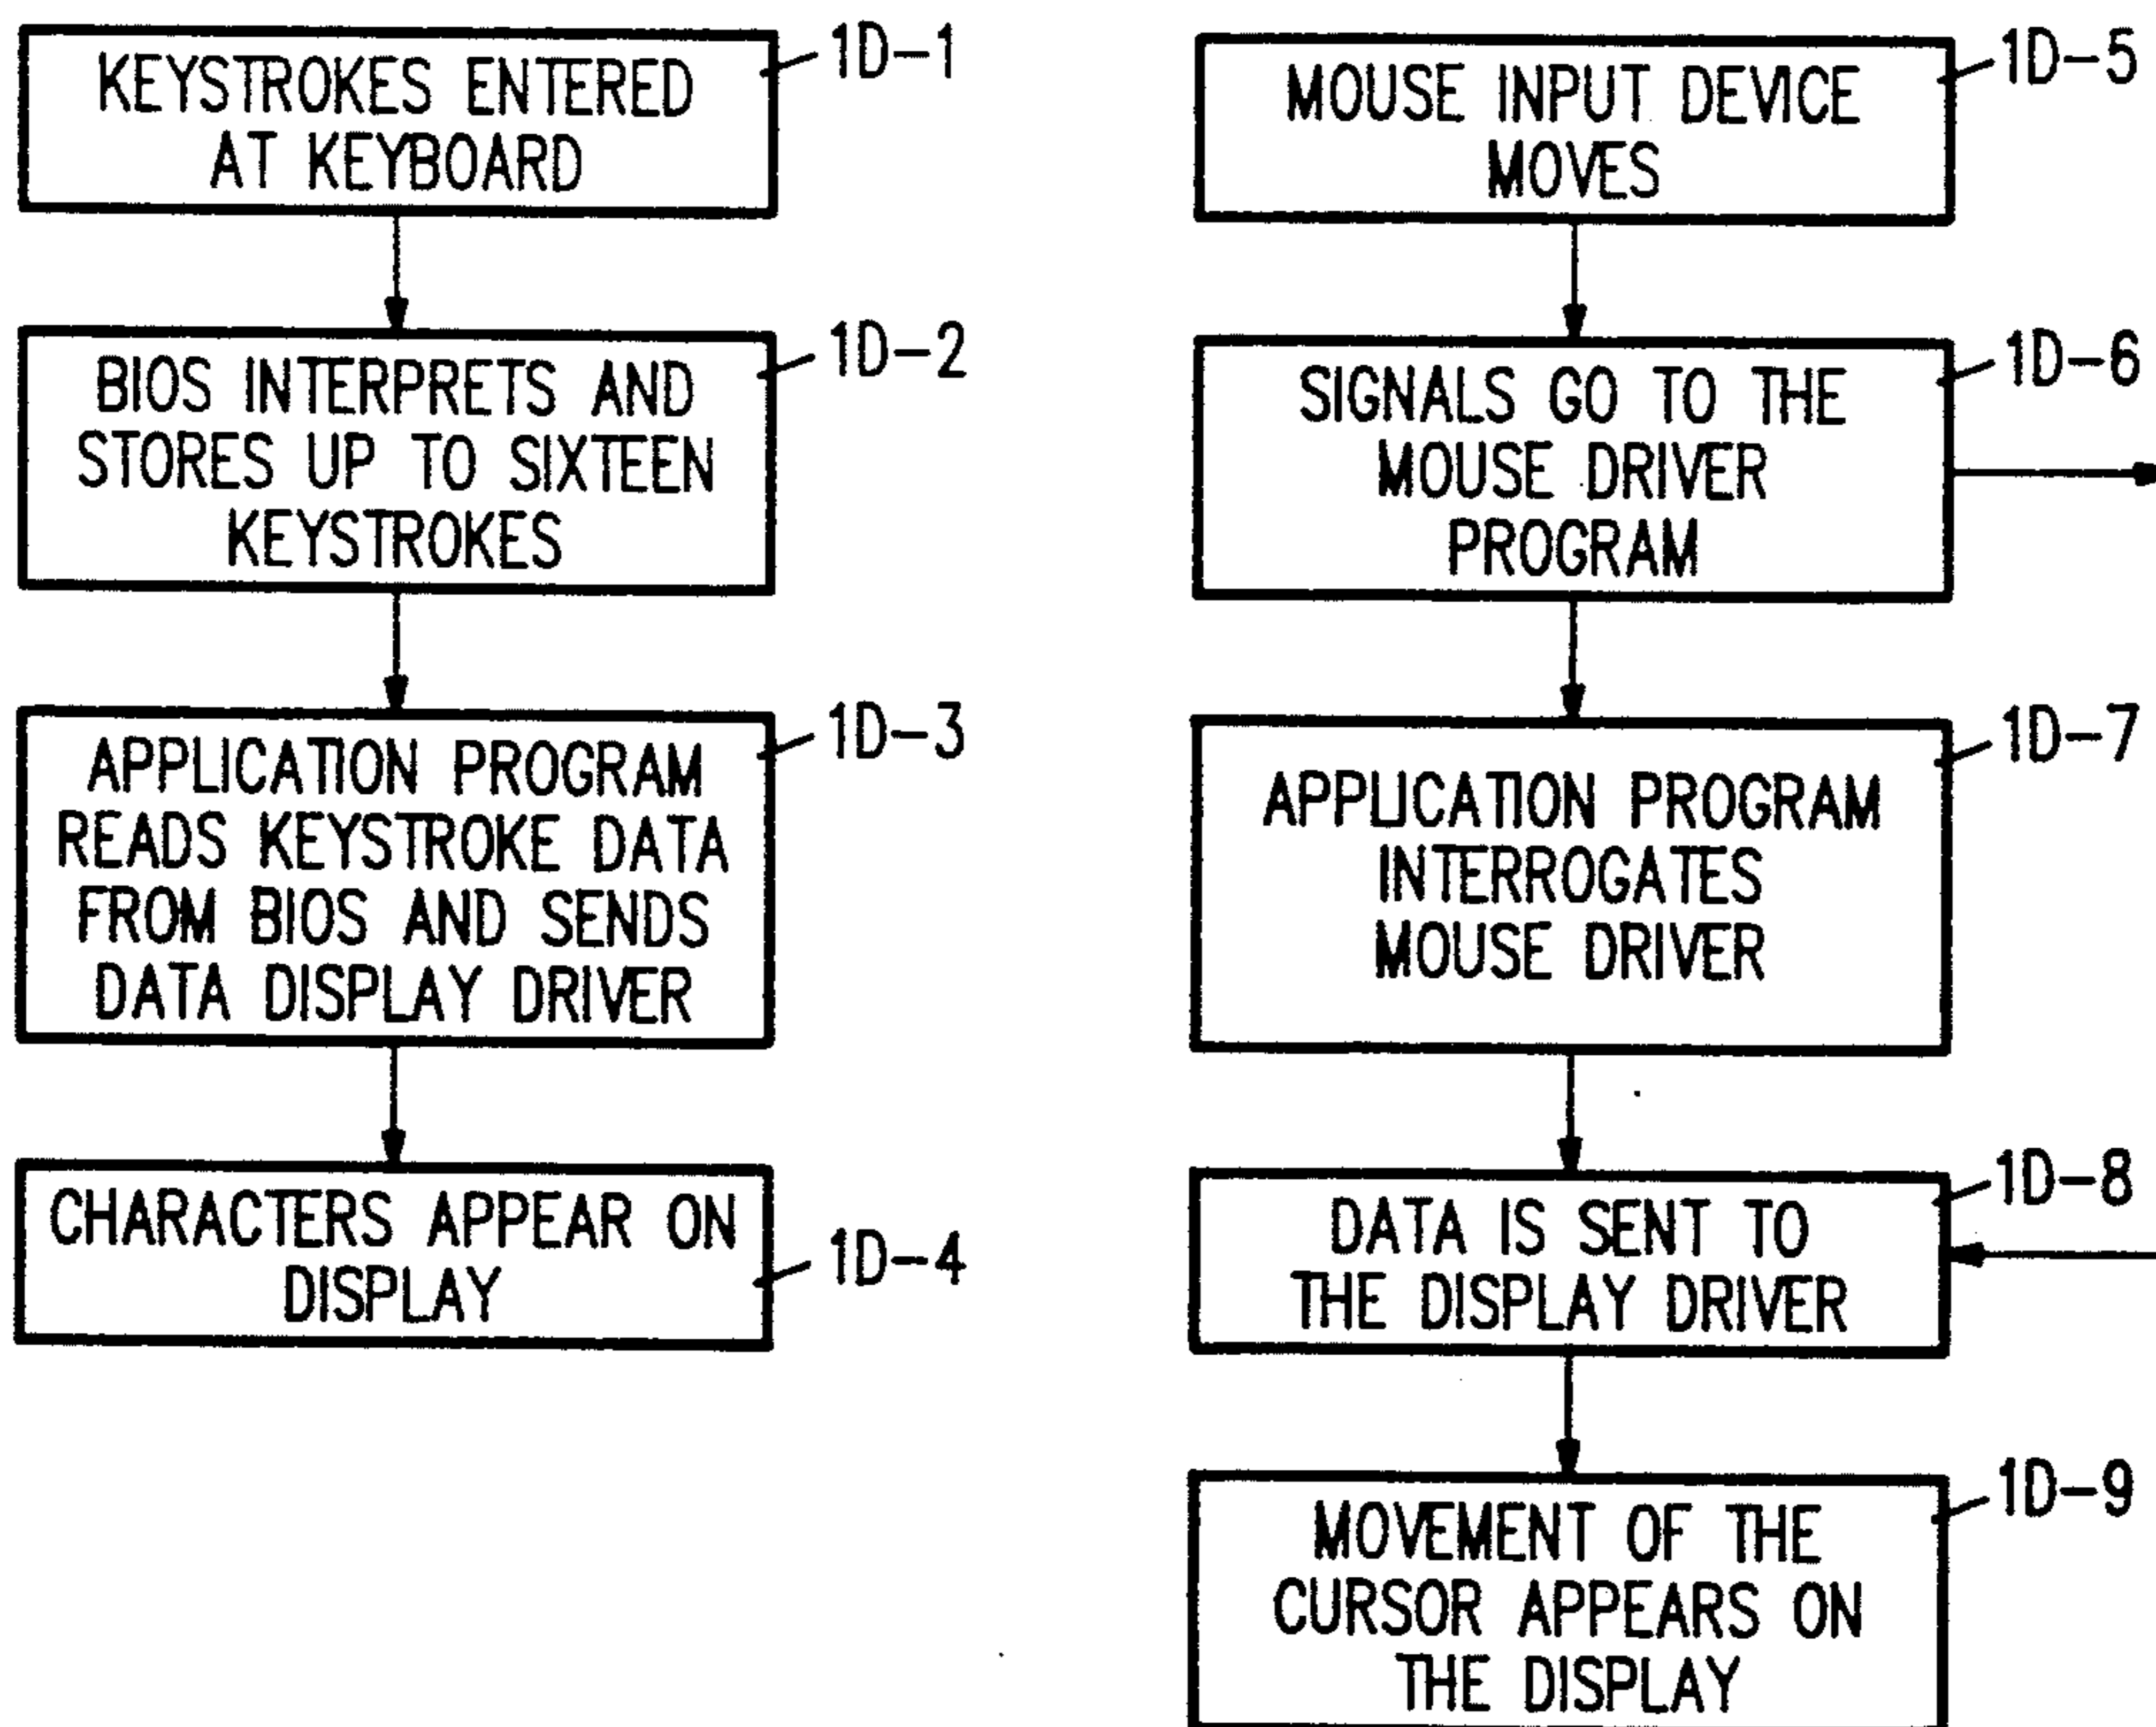 KEYSTROKES ENTERED
AT KEYBOARD
1D-1
BIOS INTERPRETS AND
STORES UP TO SIXTEEN
KEYSTROKES
1D-2
APPLICATION PROGRAM
READS KEYSTROKE DATA
FROM BIOS AND SENDS
DATA DISPLAY DRIVER
1D-3
CHARACTERS APPEAR ON
DISPLAY
1D-4
MOUSE INPUT DEVICE
MOVES
1D-5
SIGNALS GO TO THE
MOUSE DRIVER
PROGRAM
1D-6
APPLICATION PROGRAM
INTERROGATES
MOUSE DRIVER
1D-7
DATA IS SENT TO
THE DISPLAY DRIVER
1D-8
MOVEMENT OF THE
CURSOR APPEARS ON
THE DISPLAY
1D-9